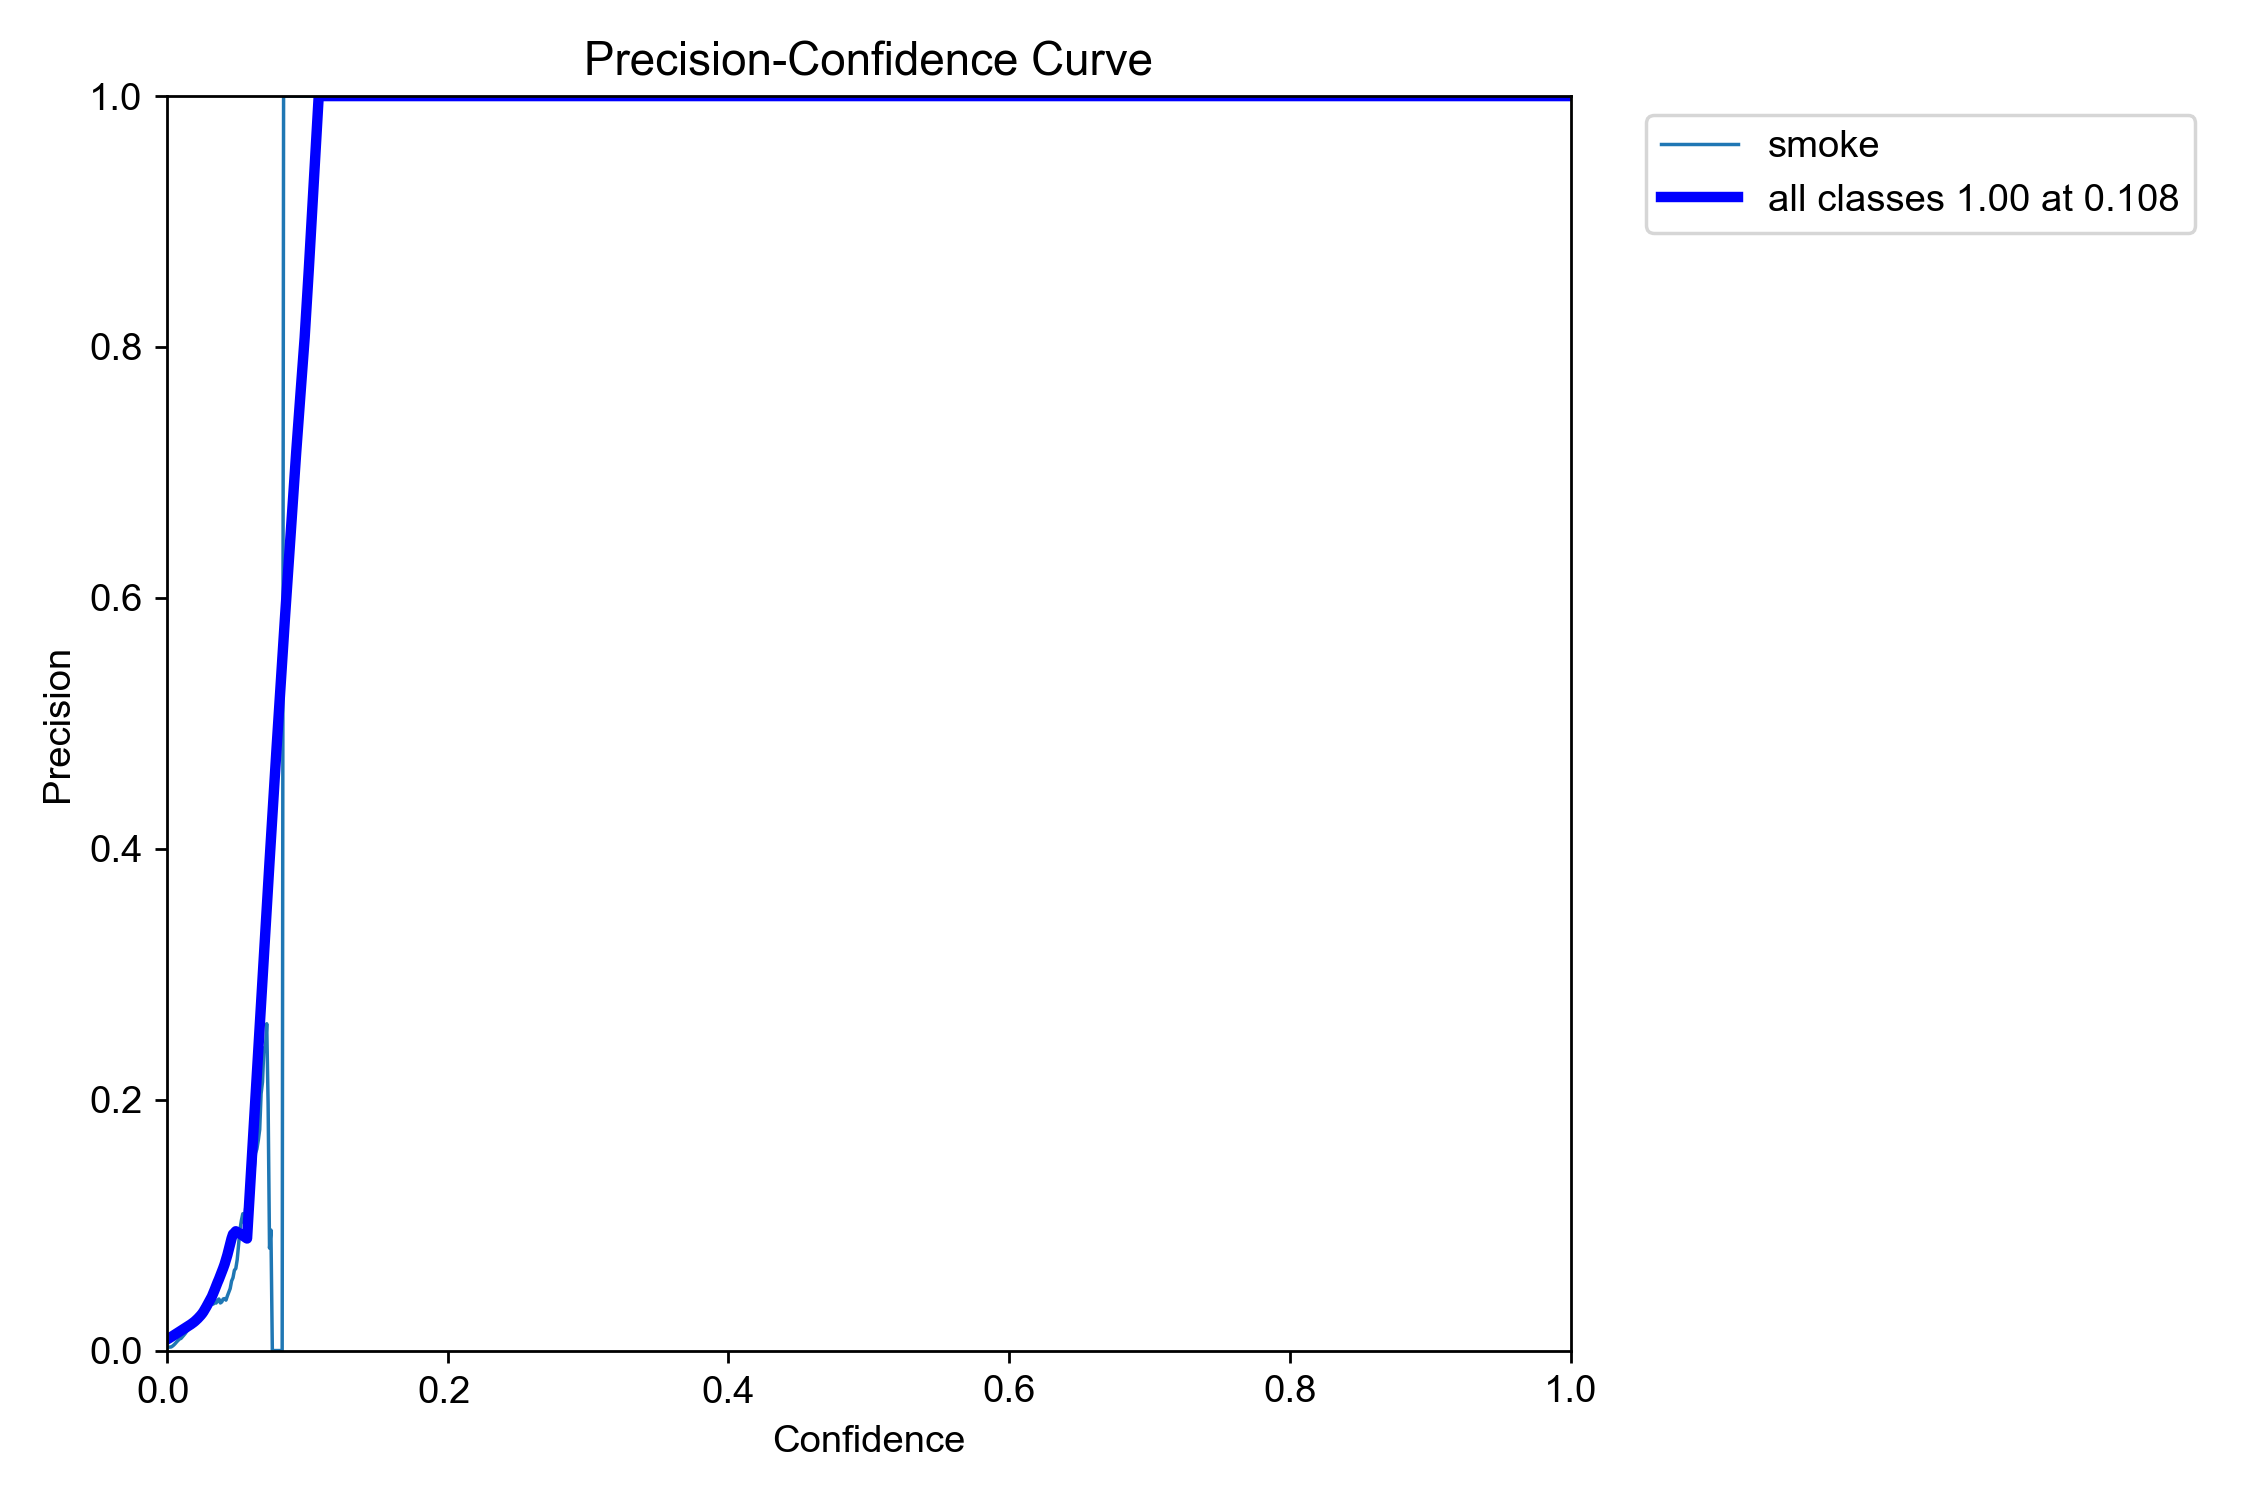 Precision-Confidence Curve
1.0
0.8
0.6
0.4
0.2
0.0
Precision
0.0 0.2 0.4 0.6 0.8 1.0
Confidence
smoke
all classes 1.00 at 0.108